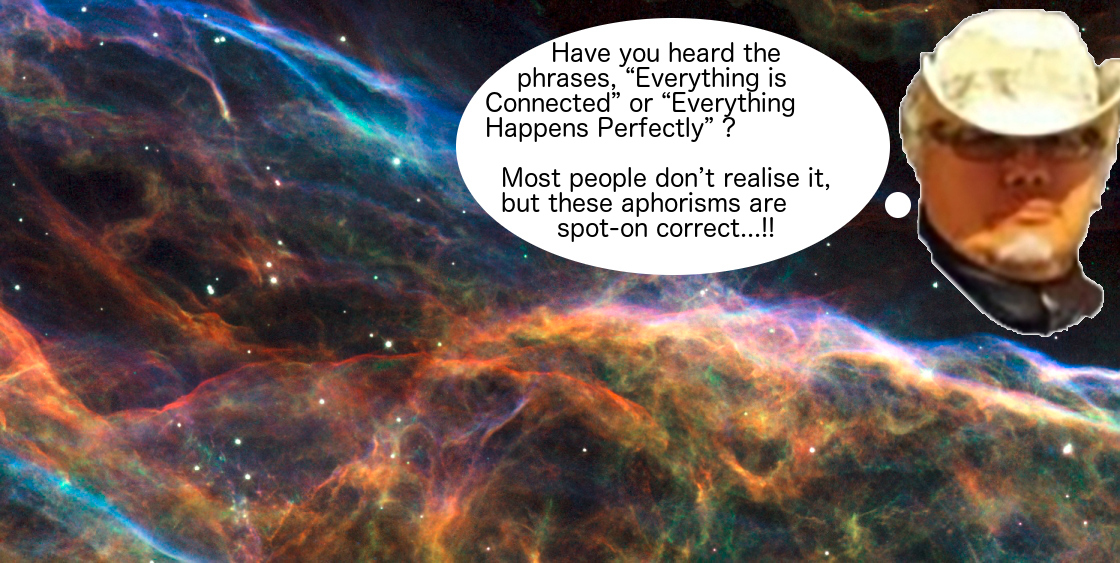 Have you heard the
phrases, “Everything is
Connected” or “Everything
Happens Perfectly” ?
Most people don’t realise it,
but these aphorisms are
spot-on correct...!!